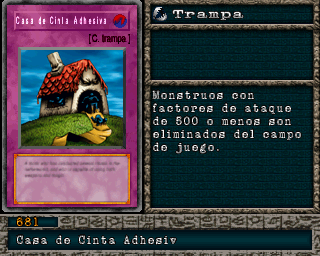 Casa de Cinta Adhesiva
[C. trampa ]
Trampa
Monstruos con
factores de ataque
de 500 o menos son
eliminados del campo
de juego.
681
Casa de Cinta Adhesiv